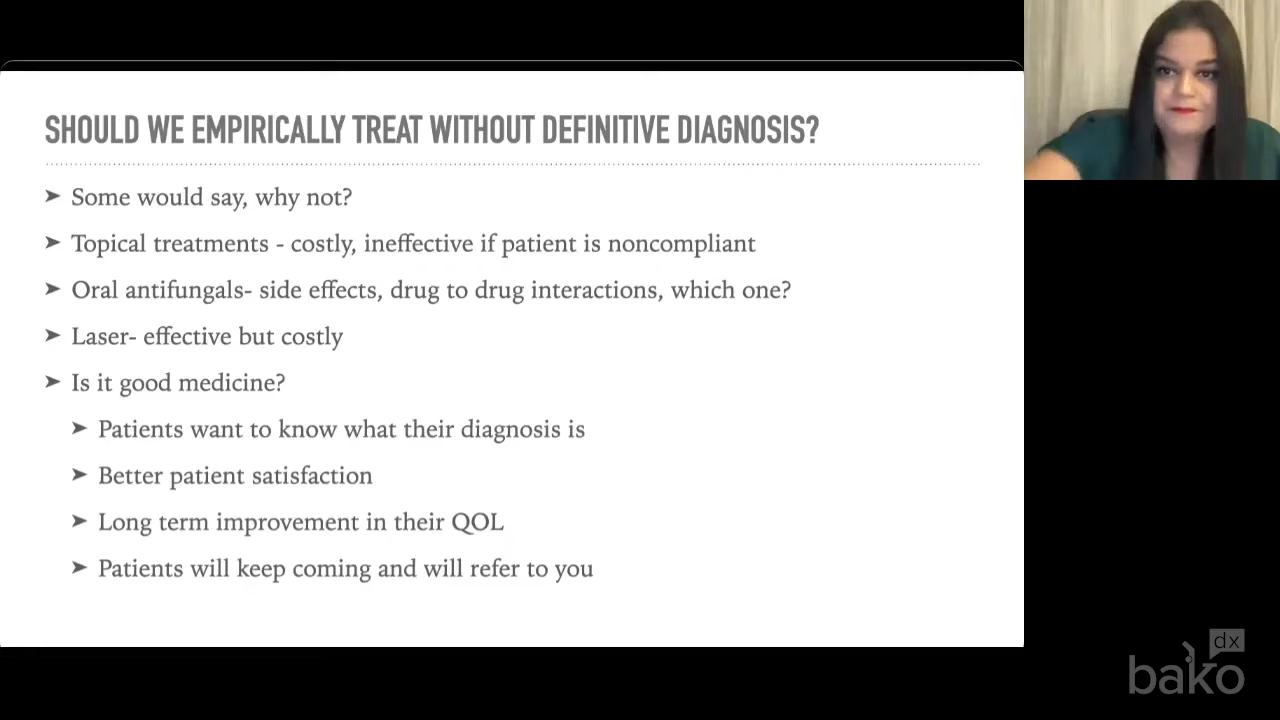 SHOULD WE EMPIRICALLY TREAT WITHOUT DEFINITIVE DIAGNOSIS?
➤ Some would say, why not?
➤ Topical treatments - costly, ineffective if patient is noncompliant
➤ Oral antifungals- side effects, drug to drug interactions, which one?
➤ Laser- effective but costly
➤ Is it good medicine?
➤ Patients want to know what their diagnosis is
➤ Better patient satisfaction
➤ Long term improvement in their QOL
➤ Patients will keep coming and will refer to you
dx
bako